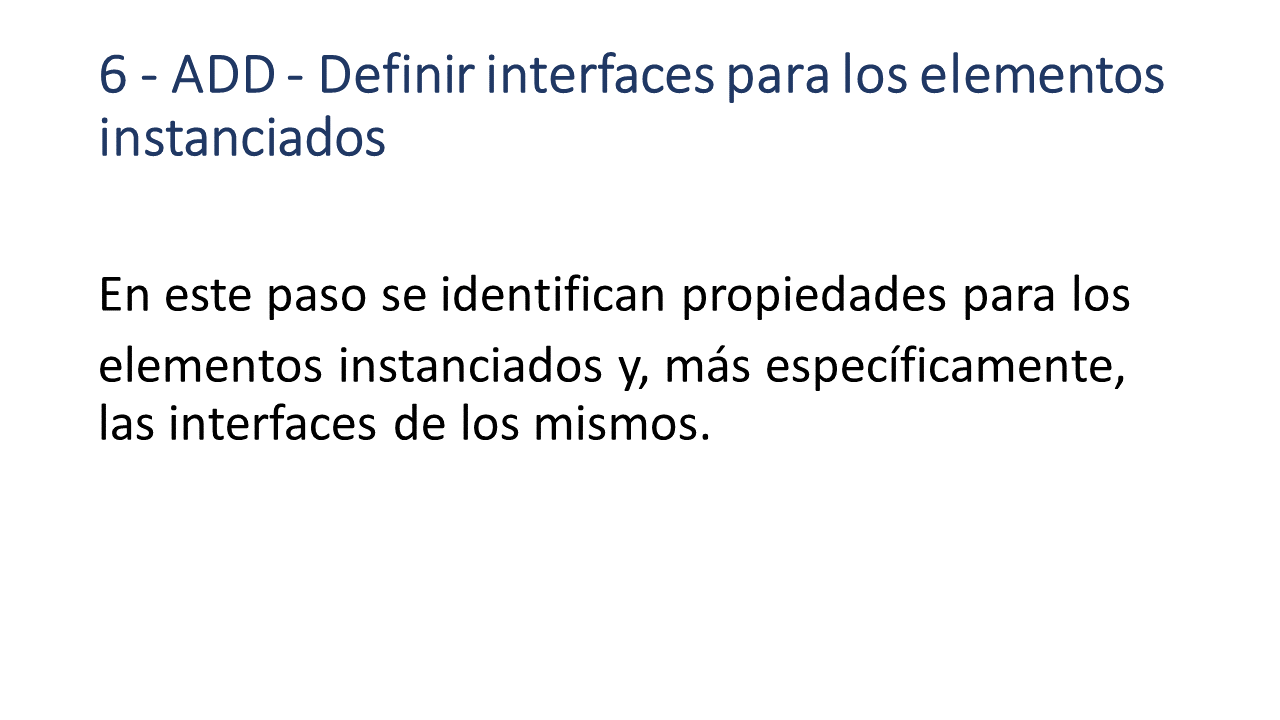 6 - ADD - Definir interfaces para los elementos
instanciados
En este paso se identifican propiedades para los
elementos instanciados y, más específicamente,
las interfaces de los mismos.